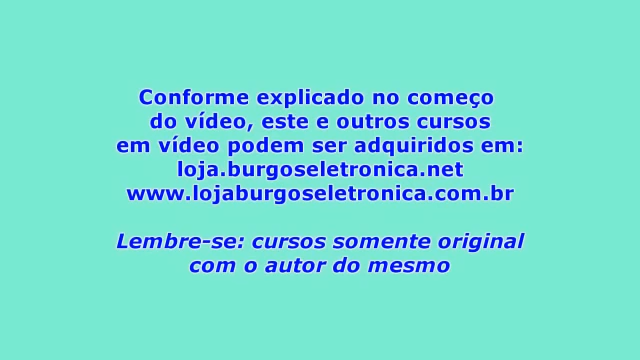 Conforme explicado no começo
do vídeo, este e outros cursos
em vídeo podem ser adquiridos em:
loja.burgoseletronica.net
www.lojaburgoseletronica.com.br
Lembre-se: cursos somente original
com o autor do mesmo